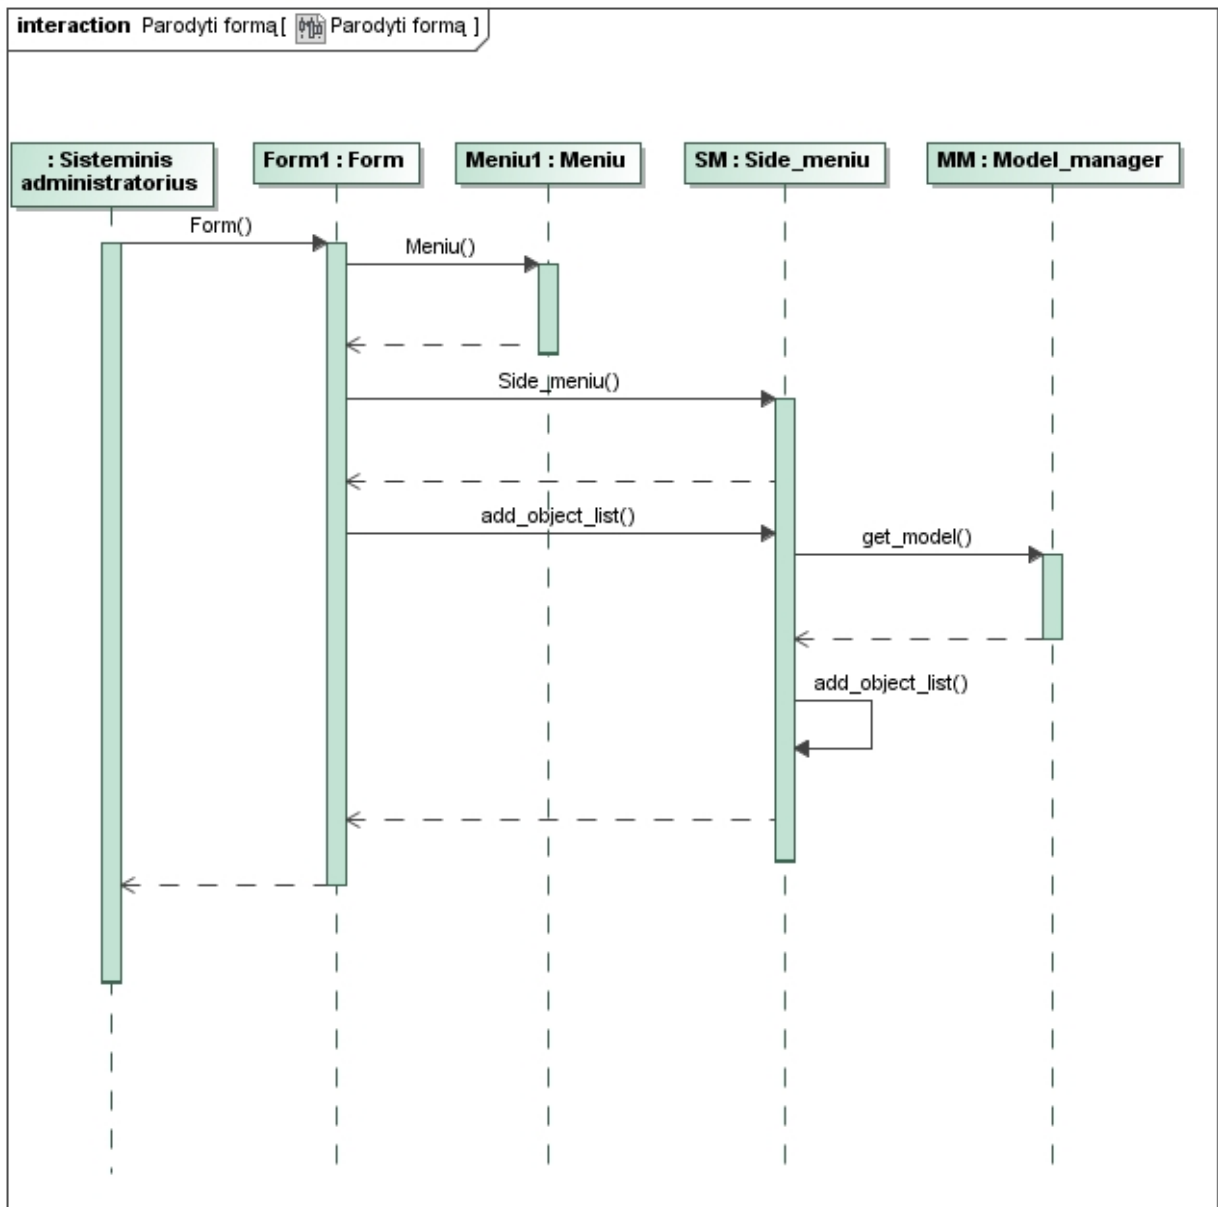 interaction Parodyti formą[ Parodyti formą ]
: Sisteminis
administratorius
Form1 : Form
Meniu1 : Meniu
SM : Side_meniu
MM : Model_manager
Form()
Meniu()
Side_meniu()
add_object_list()
get_model()
add_object_list()